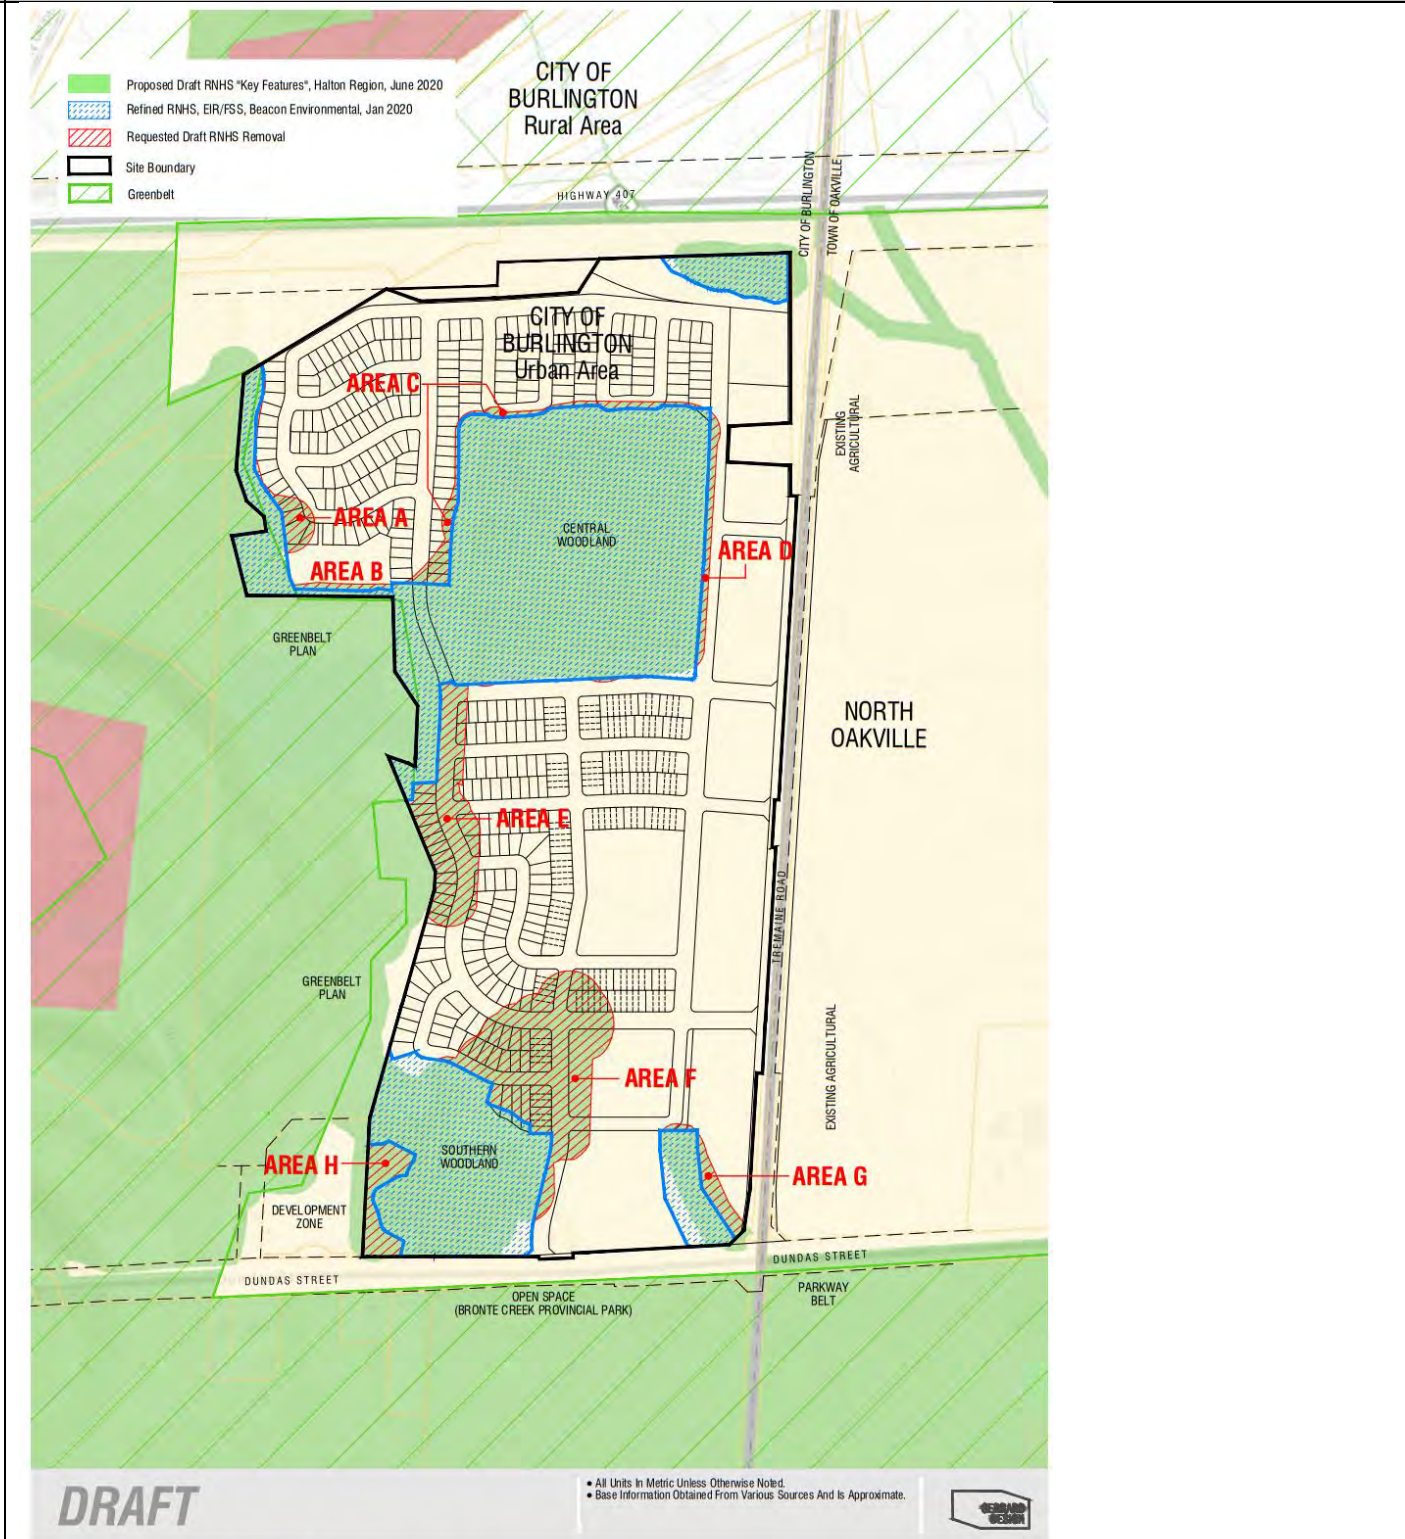 Proposed Draft RNHS "Key Features", Halton Region, June 2020
Refined RNHS, EIR/FSS, Beacon Environmental, Jan 2020
Requested Draft RNHS Removal
Site Boundary
Greenbelt
CITY OF
BURLINGTON
Rural Area
HIGHWAY 407
CITY OF BURLINGTON
TOWN OF OAKVILLE
CITY OF
BURLINGTON
Urban Area
AREA C
EXISTING
AGRICULTURAL
AREA A
CENTRAL
WOODLAND
AREA D
AREA B
GREENBELT
PLAN
NORTH
OAKVILLE
AREA E
TREMAINE ROAD
GREENBELT
PLAN
EXISTING AGRICULTURAL
AREA F
SOUTHERN
WOODLAND
AREA H
AREA G
DEVELOPMENT
ZONE
DUNDAS STREET
DUNDAS STREET
OPEN SPACE
(BRONTE CREEK PROVINCIAL PARK)
PARKWAY
BELT
DRAFT
• All Units In Metric Unless Otherwise Noted.
• Base Information Obtained From Various Sources And Is Approximate.
GERRARD
DESIGN